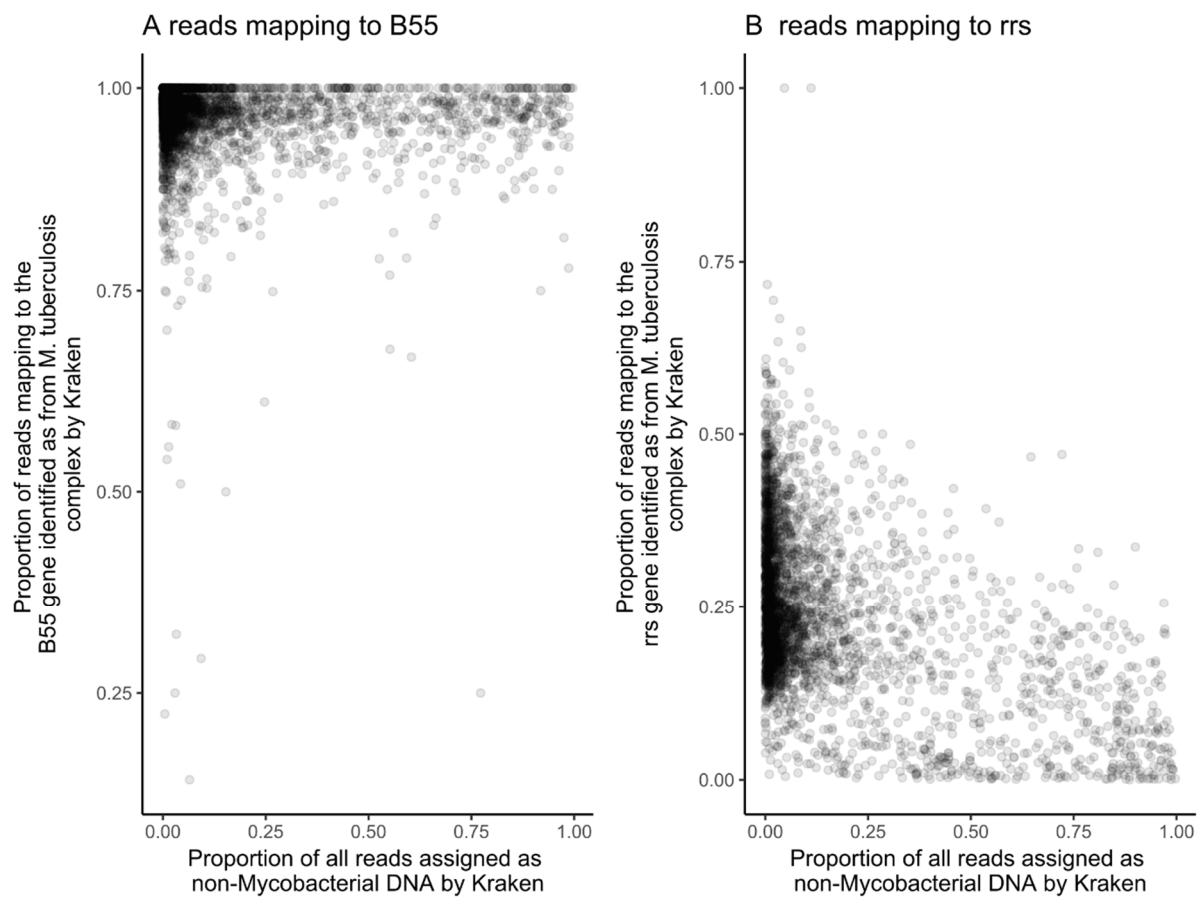 A reads mapping to B55
Proportion of reads mapping to the
B55 gene identified as from M. tuberculosis
complex by Kraken
1.00
0.75
0.50
0.25
0.00 0.25 0.50 0.75 1.00
Proportion of all reads assigned as
non-Mycobacterial DNA by Kraken
B reads mapping to rrs
Proportion of reads mapping to the
rrs gene identified as from M. tuberculosis
complex by Kraken
1.00
0.75
0.50
0.25
0.00
0.00 0.25 0.50 0.75 1.00
Proportion of all reads assigned as
non-Mycobacterial DNA by Kraken